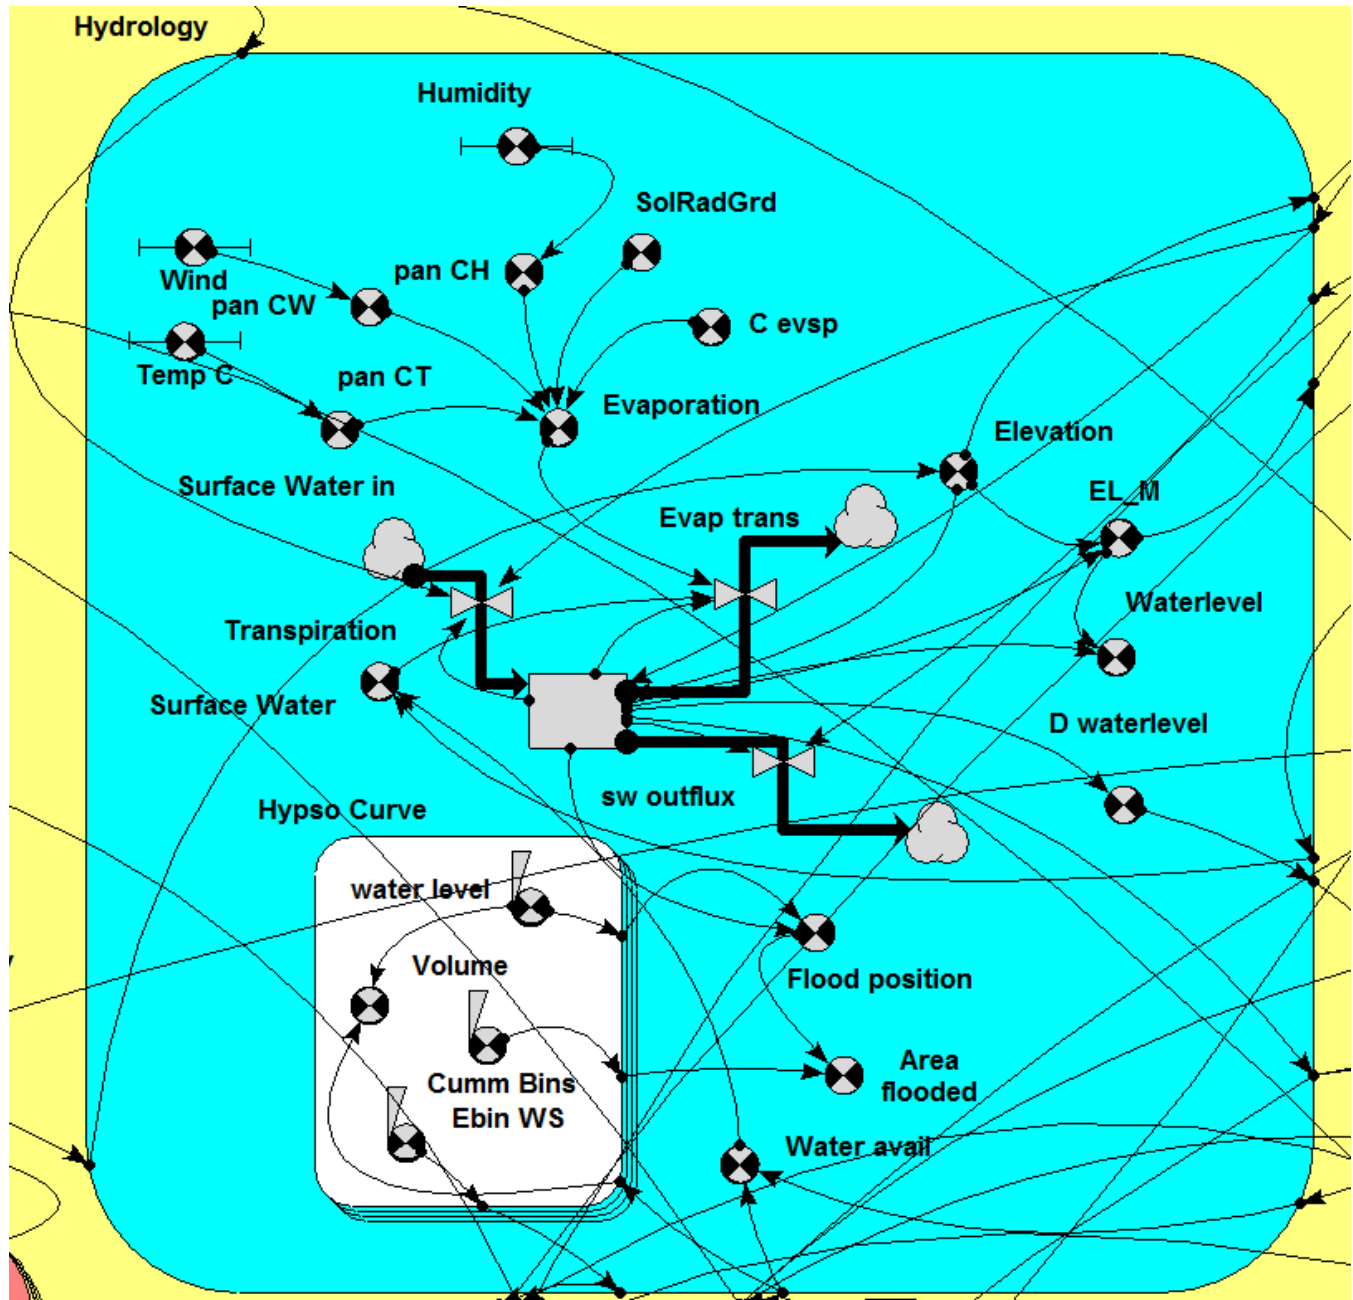 Hydrology
Humidity
SolRadGrd
Wind
pan CH
pan CW
C evsp
Temp C
pan CT
Evaporation
Elevation
Surface Water in
EL_M
Evap trans
Waterlevel
Transpiration
Surface Water
D waterlevel
sw outflux
Hypso Curve
water level
Volume
Flood position
Cumm Bins
Ebin WS
Area
flooded
Water avail